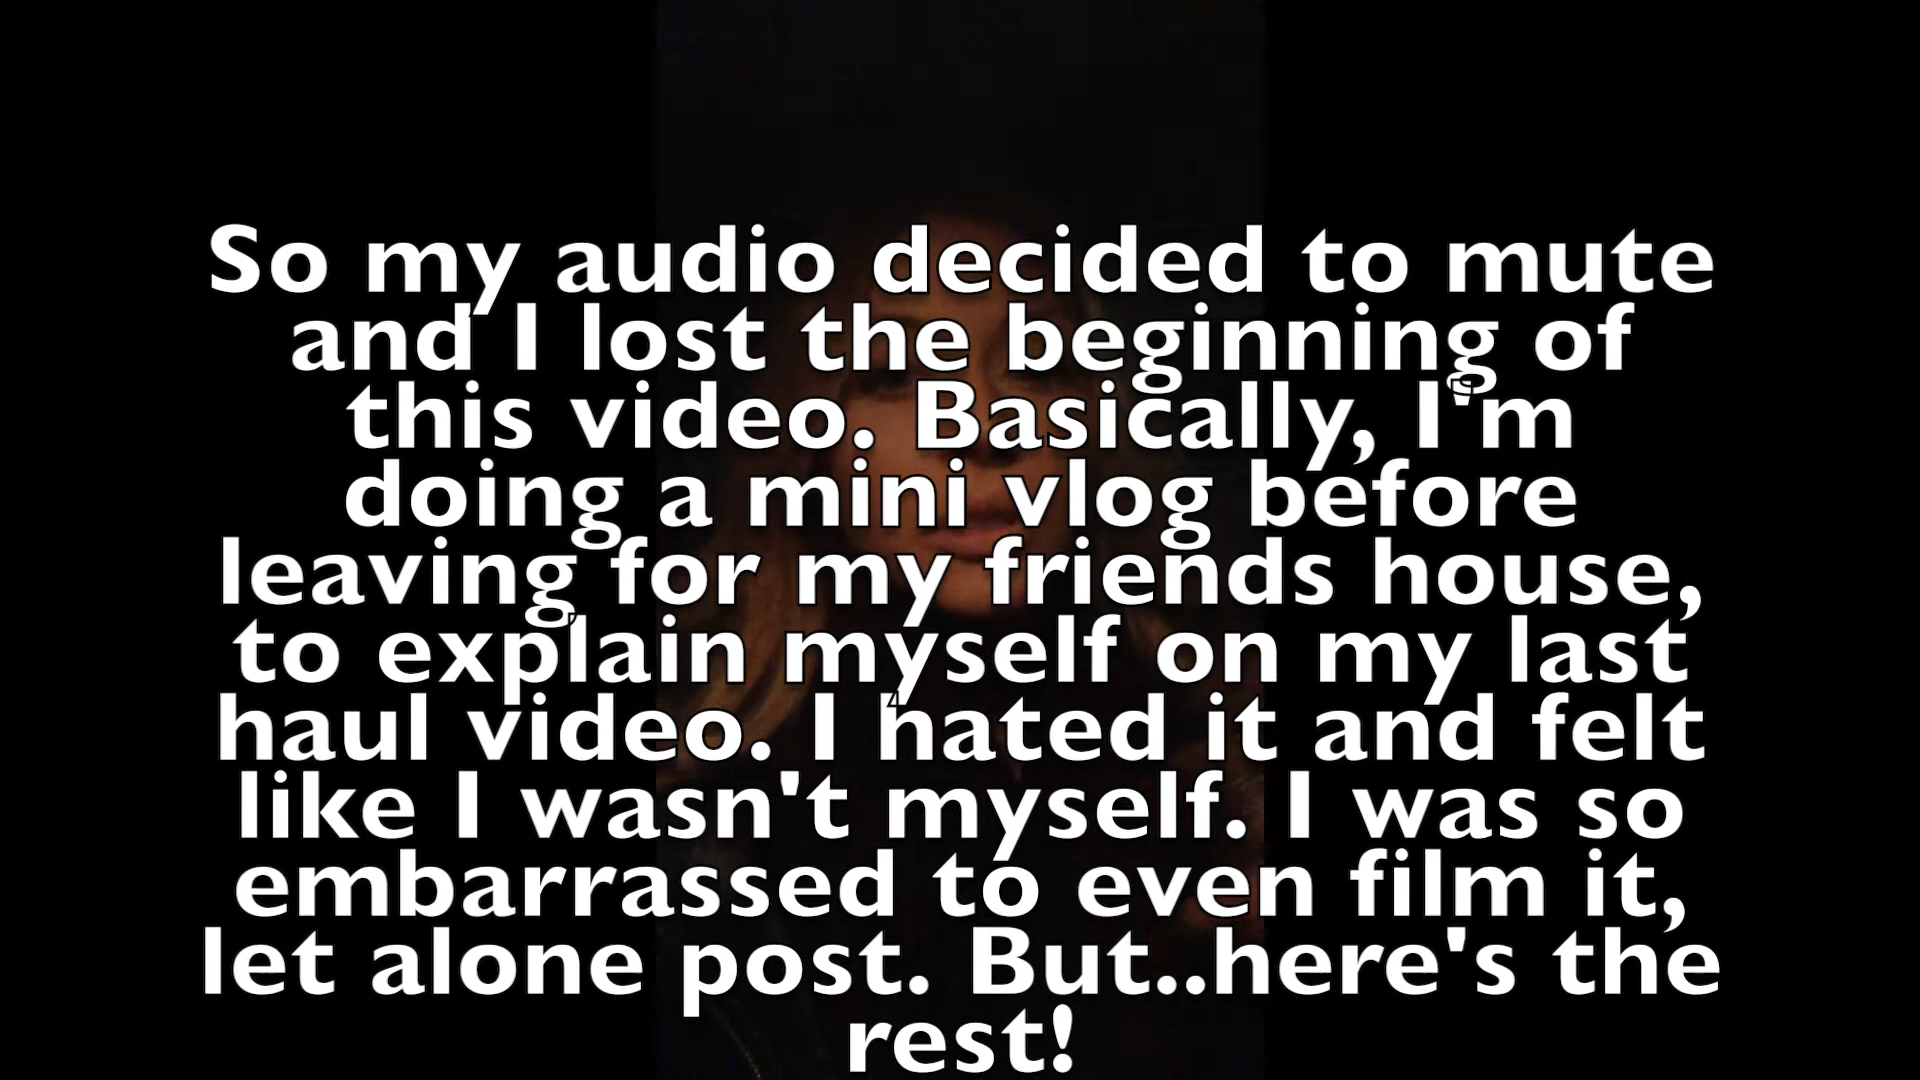 So my audio decided to mute
and I lost the beginning of
this video. Basically, I'm
doing a mini vlog before
leaving for my friends house,
to explain myself on my last
haul video. I hated it and felt
like I wasn't myself. I was so
embarrassed to even film it,
let alone post. But..here's the
rest!